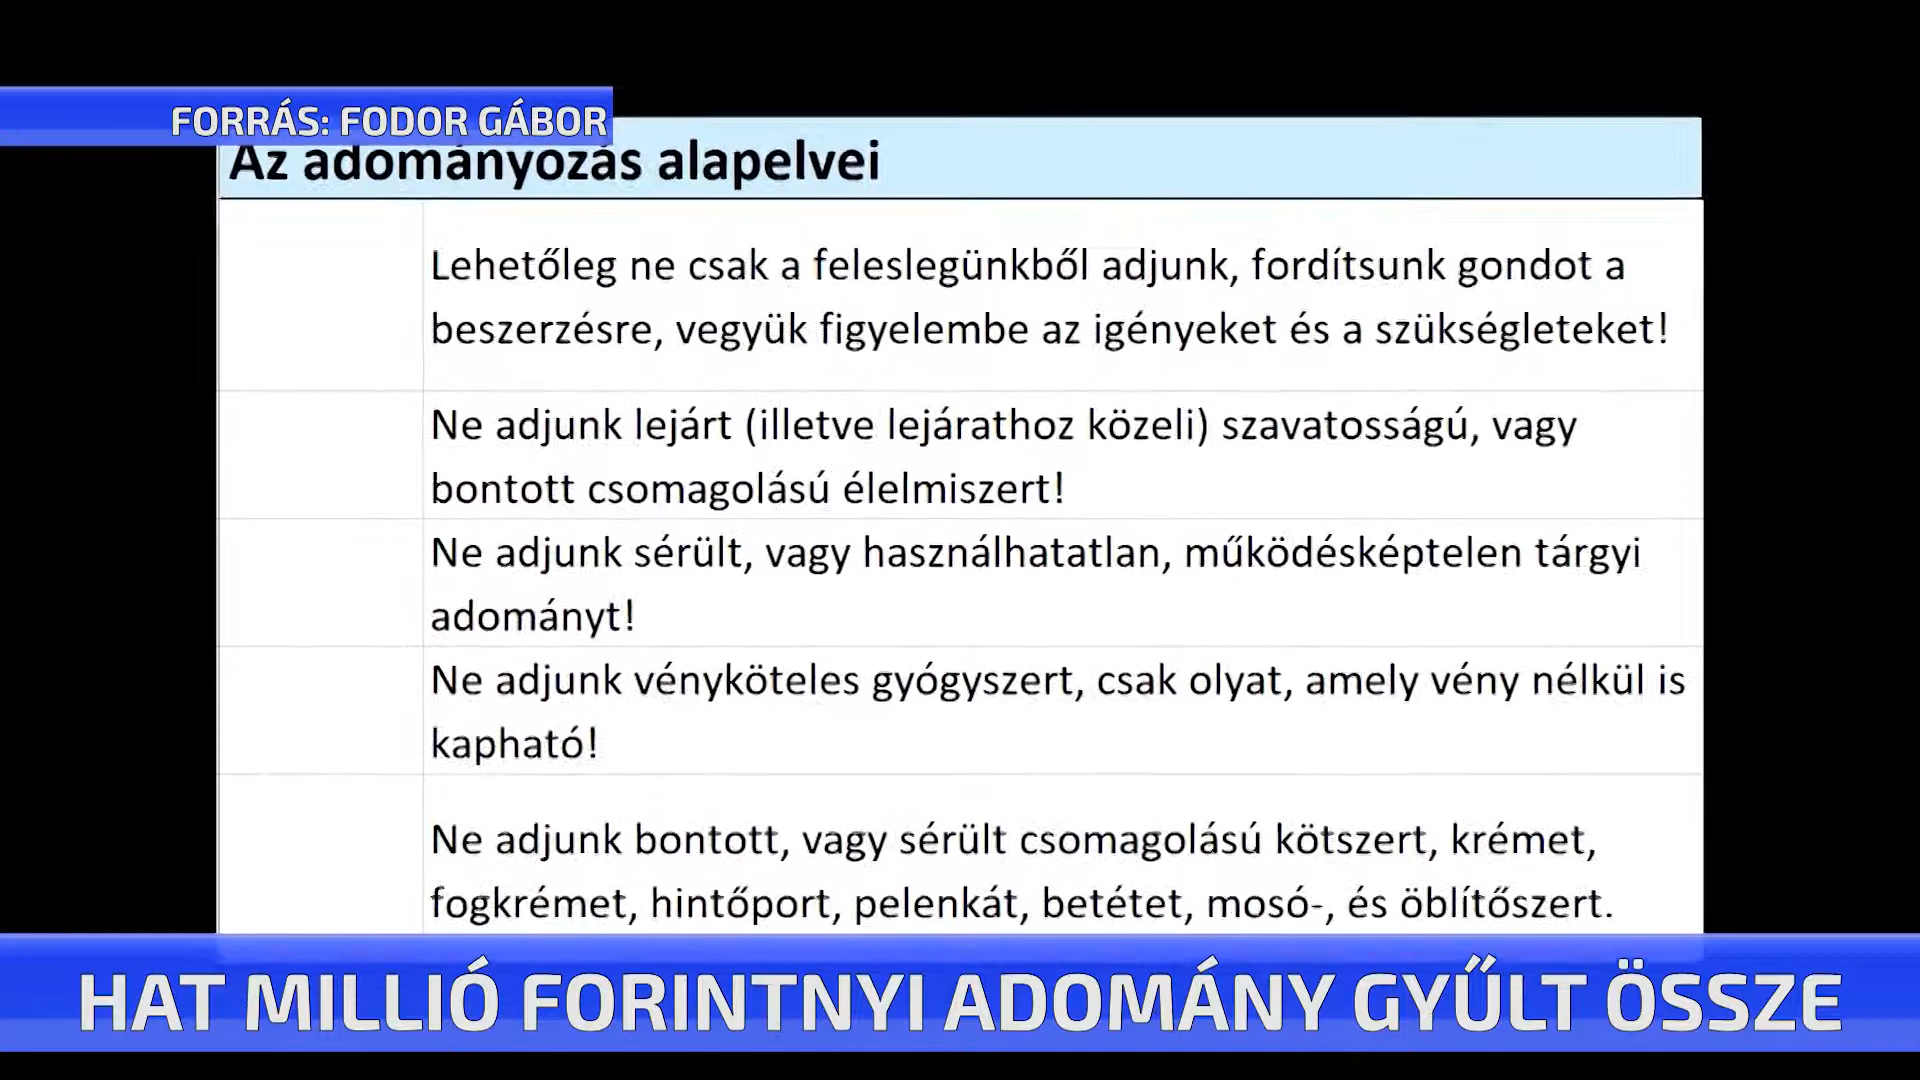 FORRÁS: FODOR GÁBOR
Az adományozás alapelvei
Lehetőleg ne csak a feleslegünkből adjunk, fordítsunk gondot a
beszerzésre, vegyük figyelembe az igényeket és a szükségleteket!
Ne adjunk lejárt (illetve lejárathoz közeli) szavatosságú, vagy
bontott csomagolású élelmiszert!
Ne adjunk sérült, vagy használhatatlan, működésképtelen tárgyi
adományt!
Ne adjunk vényköteles gyógyszert, csak olyat, amely vény nélkül is
kapható!
Ne adjunk bontott, vagy sérült csomagolású kötszert, krémet,
fogkrémet, hintőport, pelenkát, betétet, mosó-, és öblítőszert.
HAT MILLIÓ FORINTNYI ADOMÁNY GYŰLT ÖSSZE